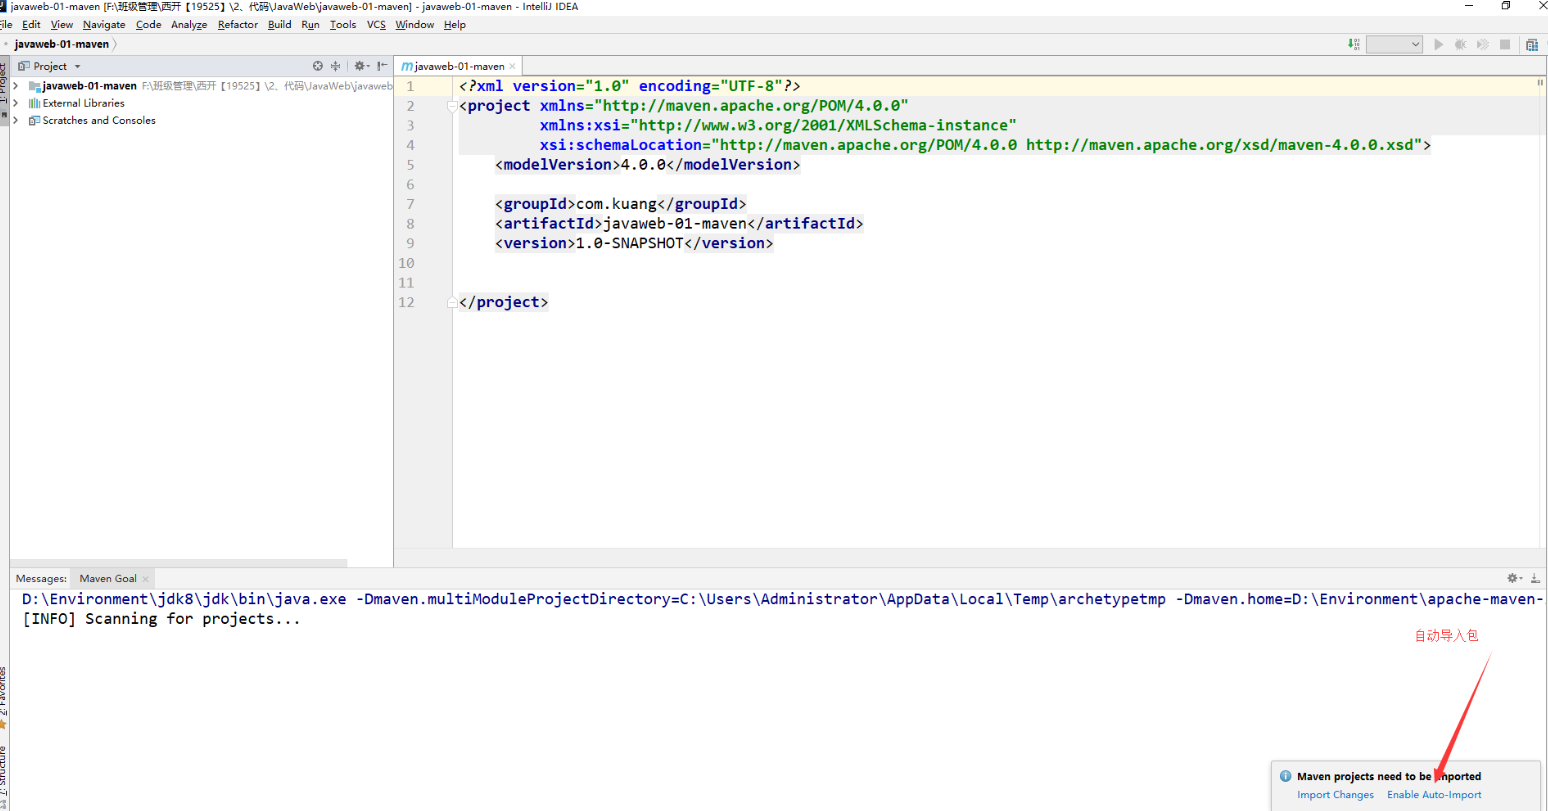 javaweb-01-maven [F:\班级管理\西开【19525】\2、代码\JavaWeb\javaweb-01-maven] - javaweb-01-maven - IntelliJ IDEA
File Edit View Navigate Code Analyze Refactor Build Run Tools VCS Window Help
javaweb-01-maven
1: Project
Project
javaweb-01-maven F:\班级管理\西开【19525】\2、代码\JavaWeb\javaweb
External Libraries
Scratches and Consoles
javaweb-01-maven
1 <?xml version="1.0" encoding="UTF-8"?>
2 <project xmlns="http://maven.apache.org/POM/4.0.0"
3 xmlns:xsi="http://www.w3.org/2001/XMLSchema-instance"
4 xsi:schemaLocation="http://maven.apache.org/POM/4.0.0 http://maven.apache.org/xsd/maven-4.0.0.xsd">
5 <modelVersion>4.0.0</modelVersion>
6
7 <groupId>com.kuang</groupId>
8 <artifactId>javaweb-01-maven</artifactId>
9 <version>1.0-SNAPSHOT</version>
10
11
12 </project>
Messages: Maven Goal
D:\Environment\jdk8\jdk\bin\java.exe -Dmaven.multiModuleProjectDirectory=C:\Users\Administrator\AppData\Local\Temp\archetypetmp -Dmaven.home=D:\Environment\apache-maven-
[INFO] Scanning for projects...
自动导入包
2: Favorites
7: Structure
Maven projects need to be imported
Import Changes Enable Auto-Import